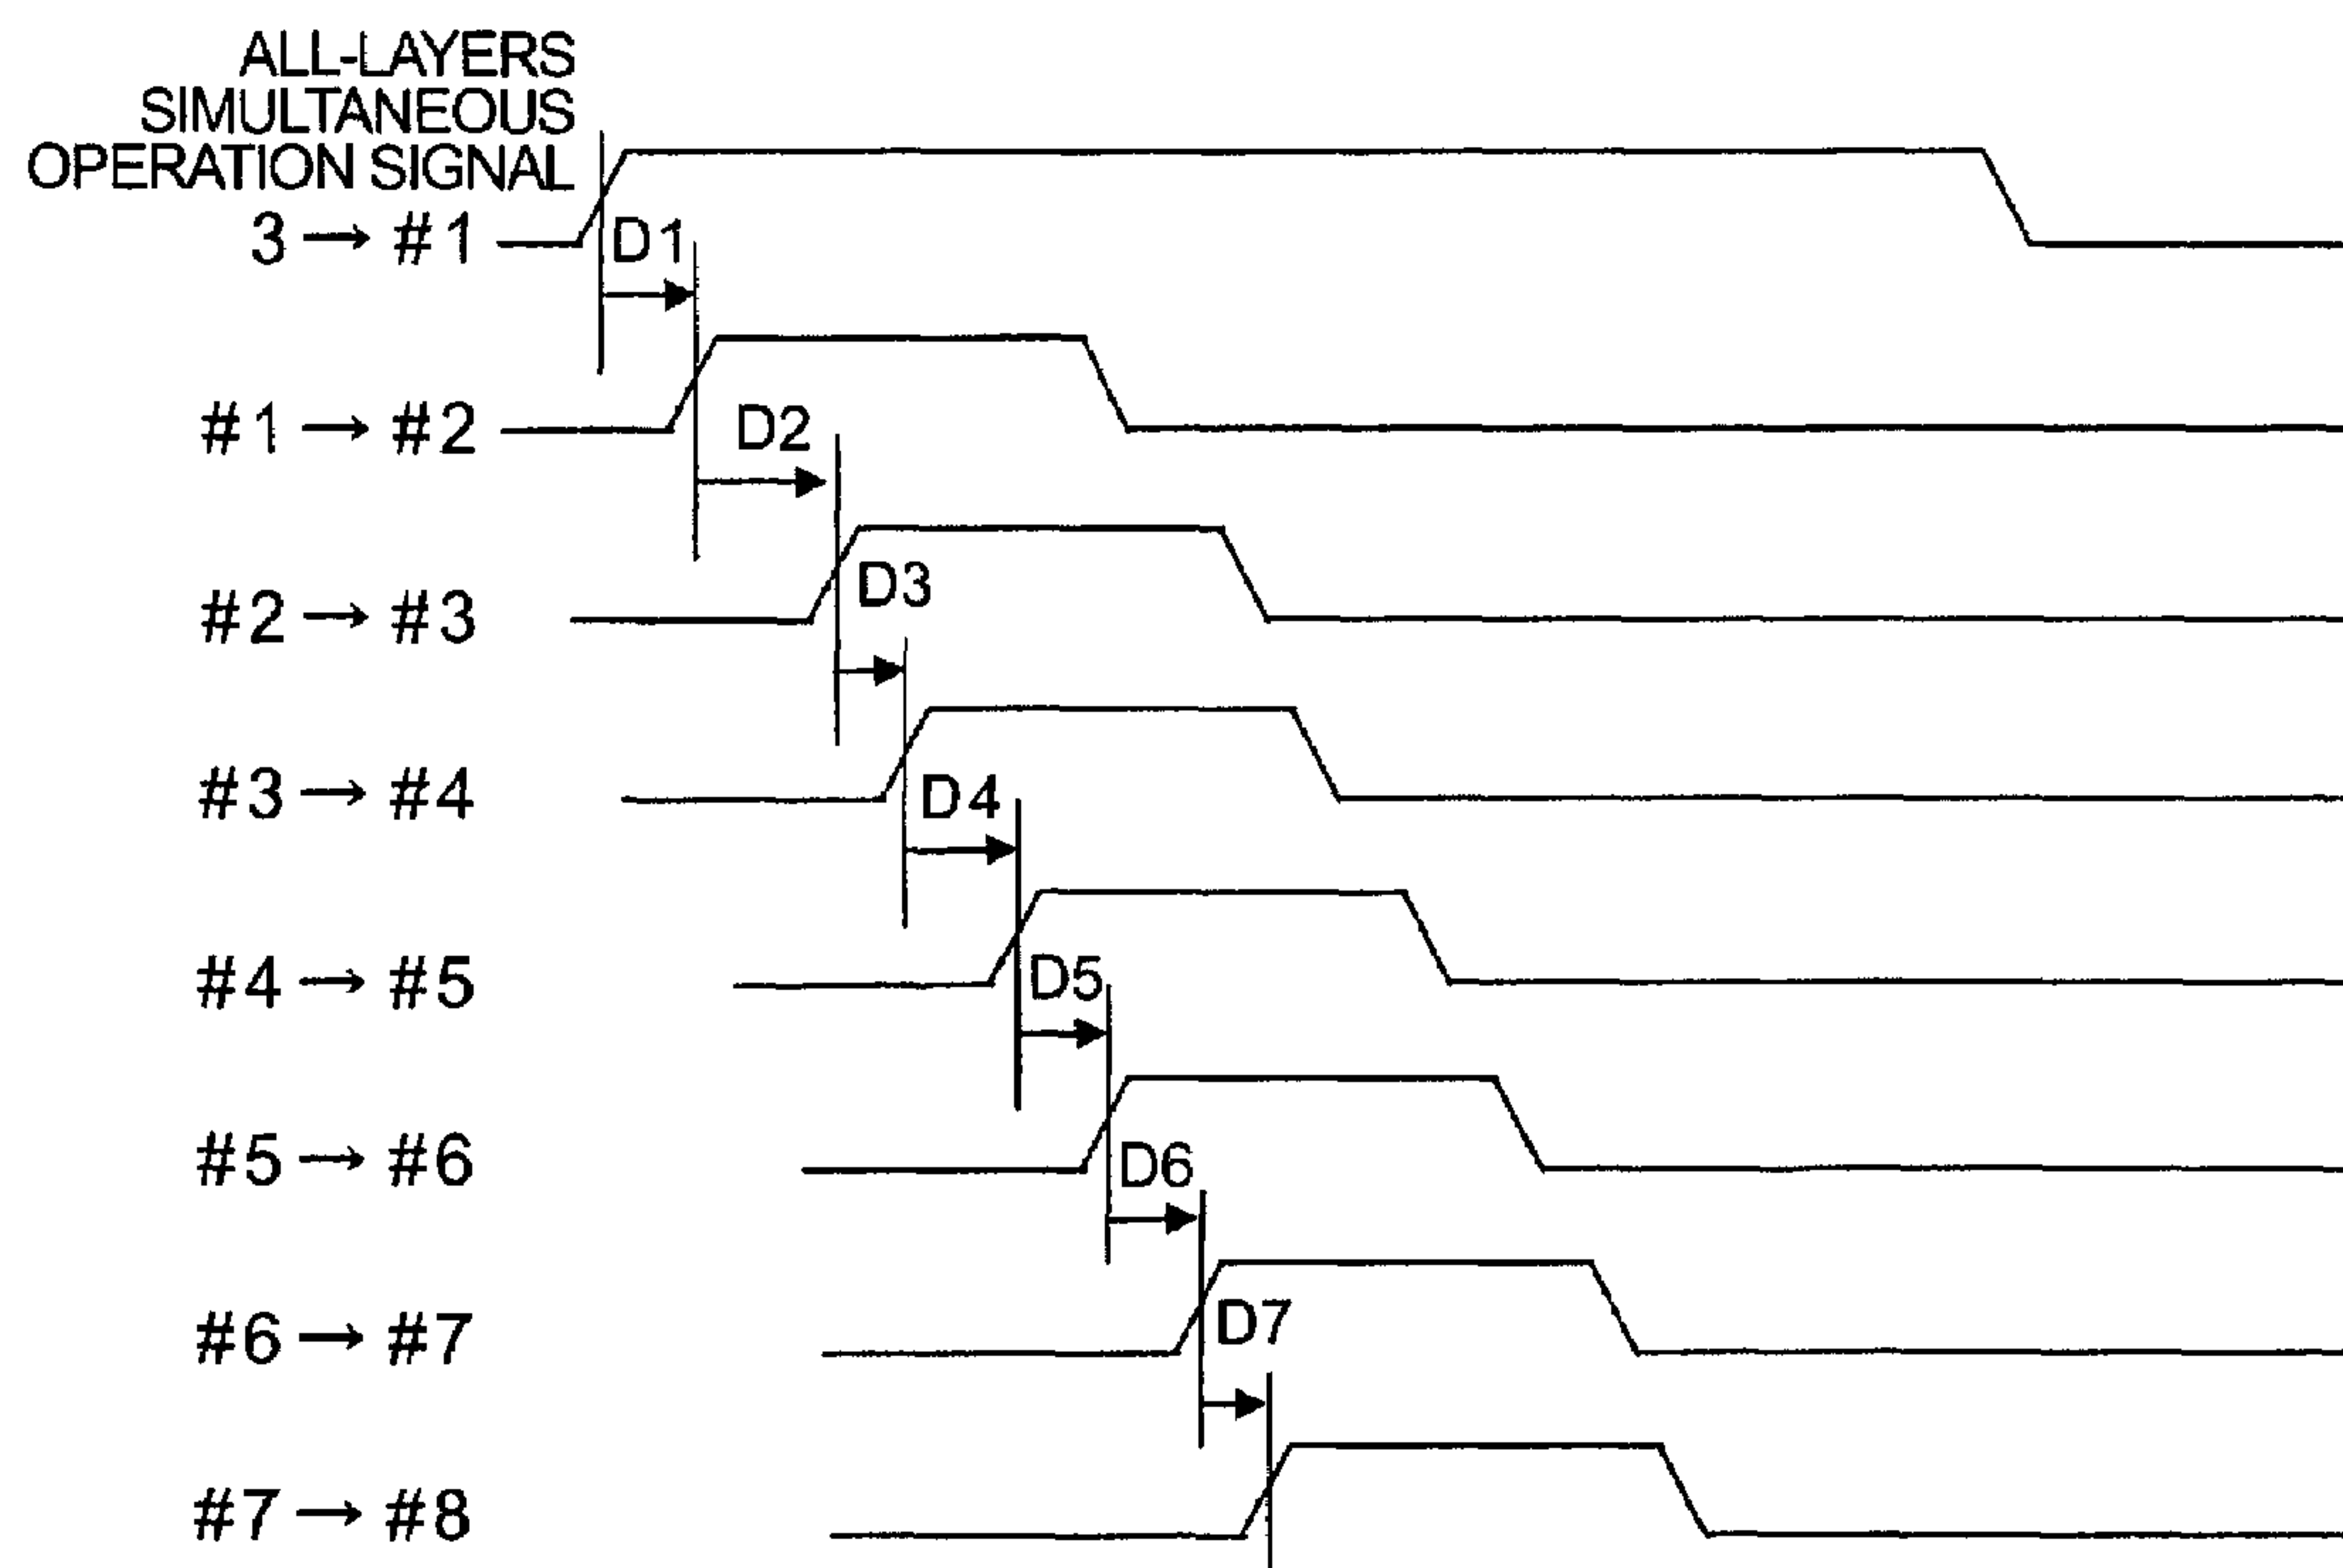 ALL-LAYERS
SIMULTANEOUS
OPERATION SIGNAL
3 → #1
D1
#1 → #2
D2
#2 → #3
D3
#3 → #4
D4
#4 → #5
D5
#5 → #6
D6
#6 → #7
D7
#7 → #8